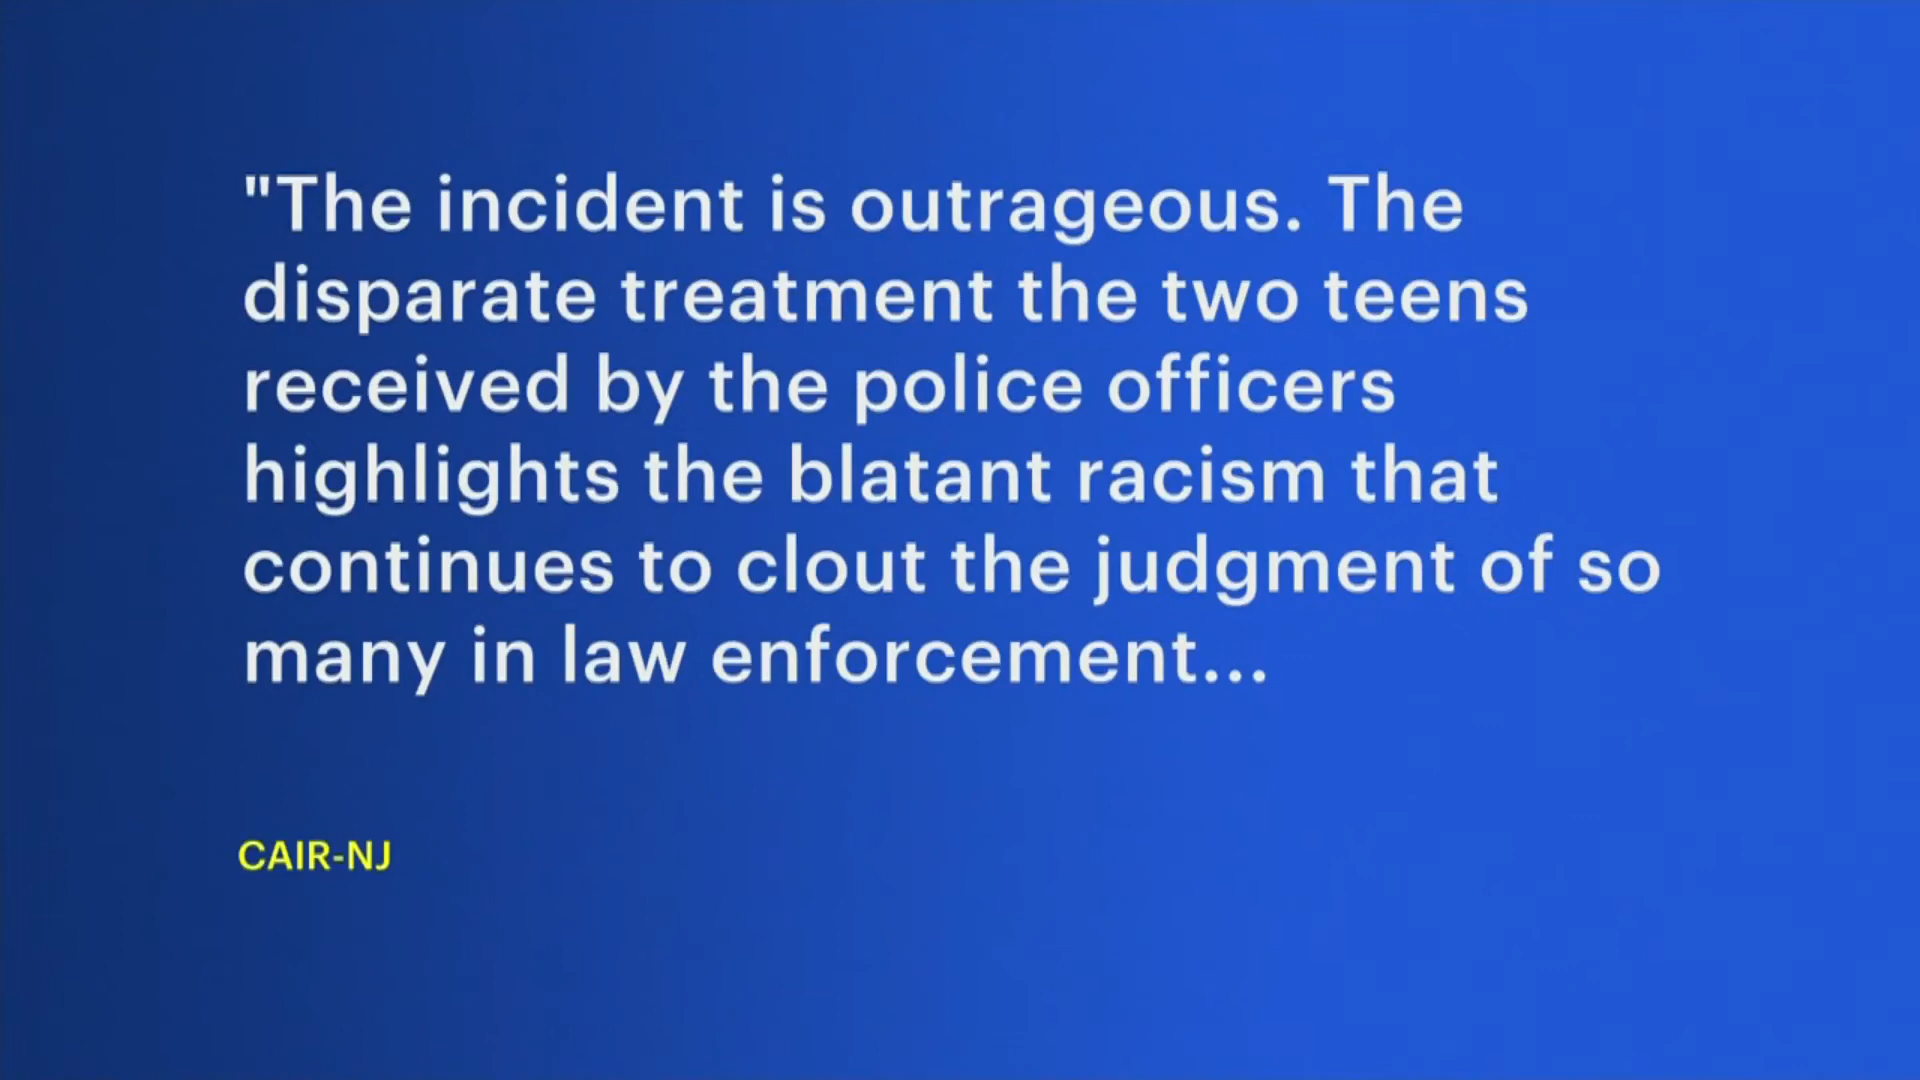 "The incident is outrageous. The
disparate treatment the two teens
received by the police officers
highlights the blatant racism that
continues to clout the judgment of so
many in law enforcement...
CAIR-NJ